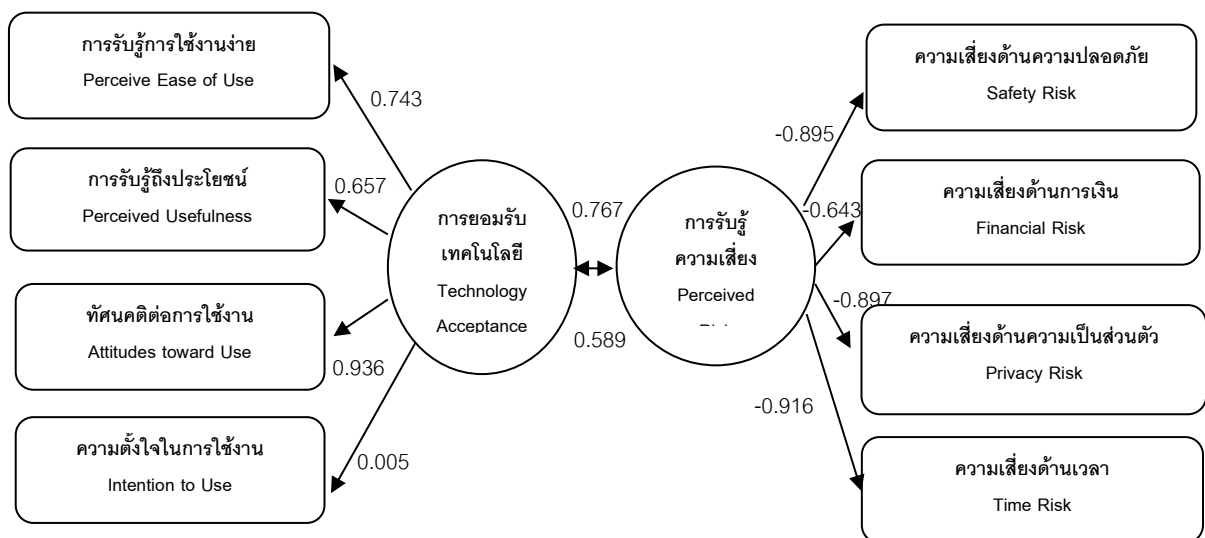 การรับรู้การใช้งานง่าย
Perceive Ease of Use
0.743
การรับรู้ถึงประโยชน์
Perceived Usefulness
0.657
ทัศนคติต่อการใช้งาน
Attitudes toward Use
0.936
ความตั้งใจในการใช้งาน
Intention to Use
0.005
การยอมรับ
เทคโนโลยี
Technology
Acceptance
0.767
0.589
การรับรู้
ความเสี่ยง
Perceived
-0.895
ความเสี่ยงด้านความปลอดภัย
Safety Risk
-0.643
ความเสี่ยงด้านการเงิน
Financial Risk
-0.897
ความเสี่ยงด้านความเป็นส่วนตัว
Privacy Risk
-0.916
ความเสี่ยงด้านเวลา
Time Risk